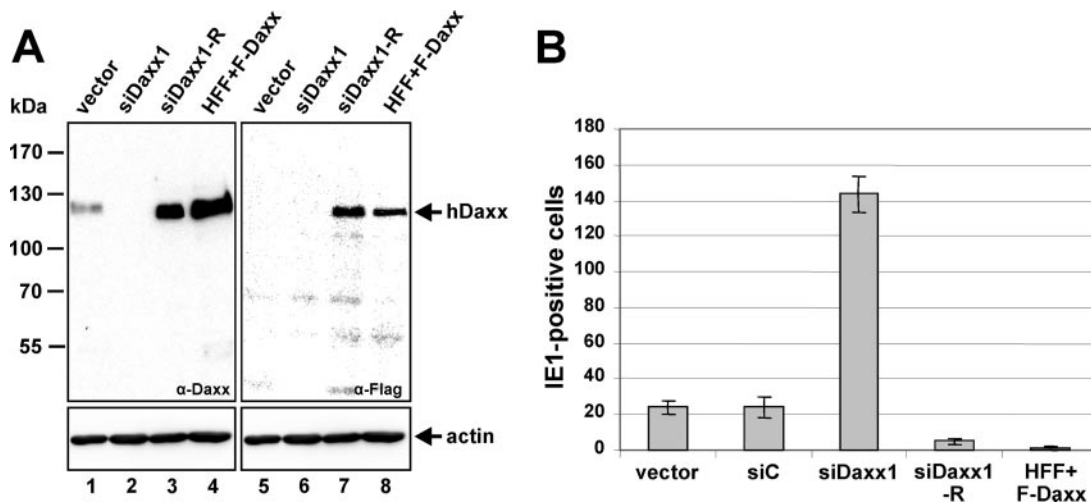 A
vector
siDaxx1
siDaxx1-R
HFF+F-Daxx
vector
siDaxx1
siDaxx1-R
HFF+F-Daxx
kDa
170
130
100
70
55
hDaxx
α-Daxx
α-Flag
actin
1 2 3 4 5 6 7 8
B
IE1-positive cells
180
160
140
120
100
80
60
40
20
0
vector siC siDaxx1 siDaxx1 HFF+
-R F-Daxx